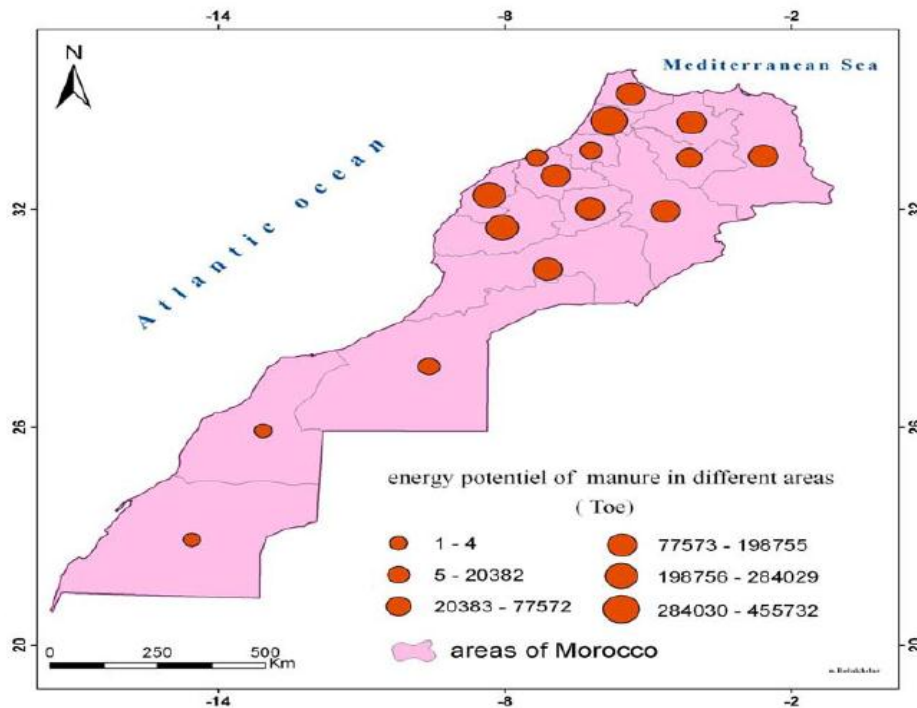 -14 -8 -2
N
Mediterranean Sea
Atlantic ocean
32 32
26 26
20 20
energy potentiel of manure in different areas
( Toe)
1 - 4 77573 - 198755
5 - 20382 198756 - 284029
20383 - 77572 284030 - 455732
areas of Morocco
0 250 500
Km
-14 -8 -2